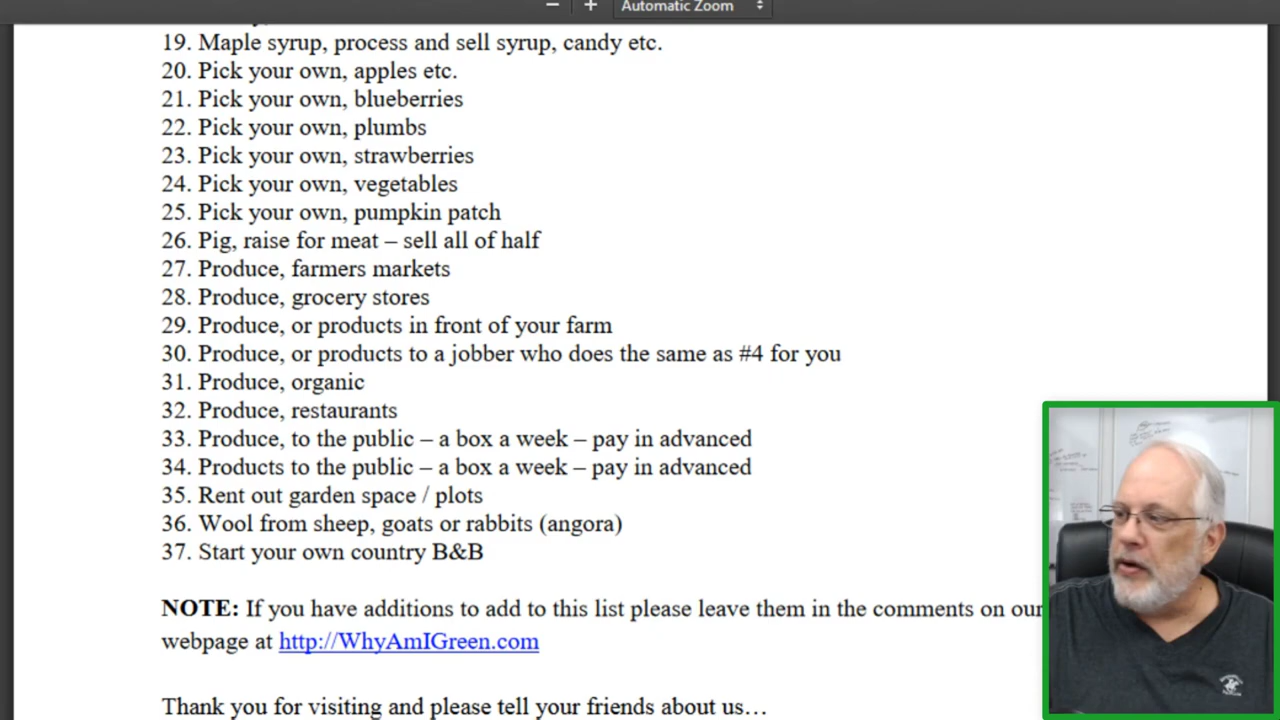 Automatic Zoom
19. Maple syrup, process and sell syrup, candy etc.
20. Pick your own, apples etc.
21. Pick your own, blueberries
22. Pick your own, plumbs
23. Pick your own, strawberries
24. Pick your own, vegetables
25. Pick your own, pumpkin patch
26. Pig, raise for meat – sell all of half
27. Produce, farmers markets
28. Produce, grocery stores
29. Produce, or products in front of your farm
30. Produce, or products to a jobber who does the same as #4 for you
31. Produce, organic
32. Produce, restaurants
33. Produce, to the public – a box a week – pay in advanced
34. Products to the public – a box a week – pay in advanced
35. Rent out garden space / plots
36. Wool from sheep, goats or rabbits (angora)
37. Start your own country B&B
NOTE: If you have additions to add to this list please leave them in the comments on our
webpage at http://WhyAmIGreen.com
Thank you for visiting and please tell your friends about us…